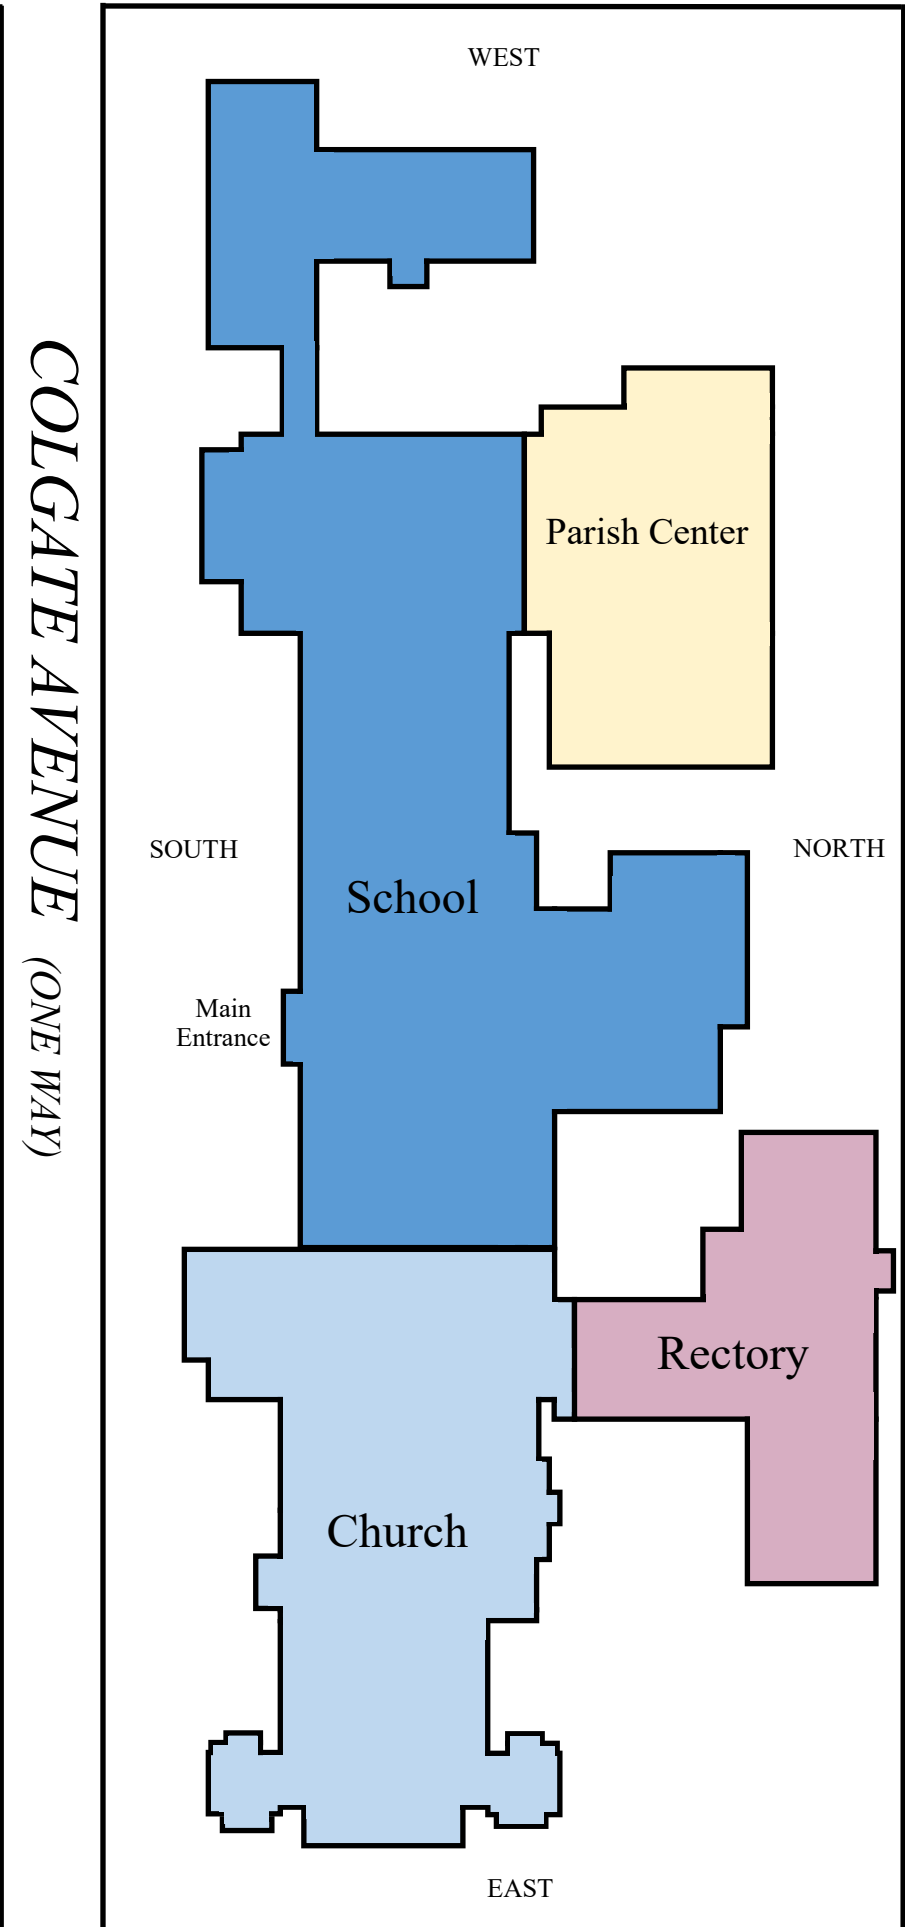 WEST
COLGATE AVENUE (ONE WAY)
Parish Center
SOUTH
NORTH
School
Main
Entrance
Rectory
Church
EAST